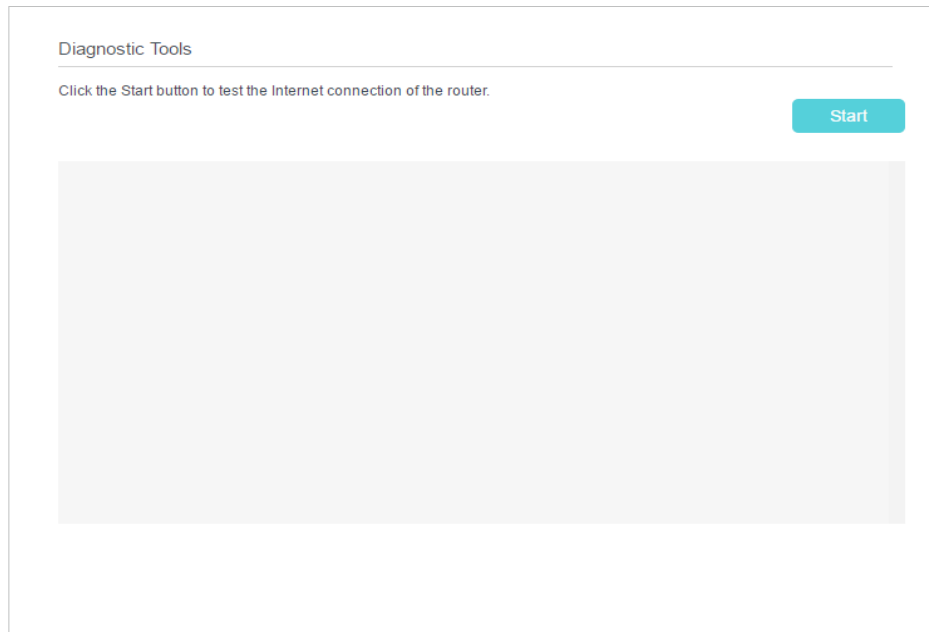 Diagnostic Tools
Click the Start button to test the Internet connection of the router.
Start